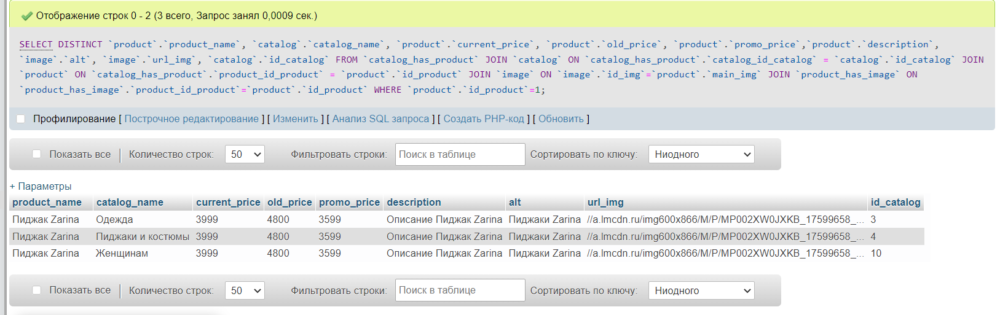 Отображение строк 0 - 2 (3 всего, Запрос занял 0,0009 сек.)
SELECT DISTINCT `product`.`product_name`, `catalog`.`catalog_name`, `product`.`current_price`, `product`.`old_price`, `product`.`promo_price`,`product`.`description`,
`image`.`alt`, `image`.`url_img`, `catalog`.`id_catalog` FROM `catalog_has_product` JOIN `catalog` ON `catalog_has_product`.`catalog_id_catalog` = `catalog`.`id_catalog` JOIN
`product` ON `catalog_has_product`.`product_id_product` = `product`.`id_product` JOIN `image` ON `image`.`id_img`=`product`.`main_img` JOIN `product_has_image` ON
`product_has_image`.`product_id_product`=`product`.`id_product` WHERE `product`.`id_product`=1;
Профилирование [ Построчное редактирование ] [ Изменить ] [ Анализ SQL запроса ] [ Создать PHP-код ] [ Обновить ]
Показать все | Количество строк: 50 Фильтровать строки: Поиск в таблице Сортировать по ключу: Ниодного
+ Параметры
product_name catalog_name current_price old_price promo_price description alt url_img id_catalog
Пиджак Zarina Одежда 3999 4800 3599 Описание Пиджак Zarina Пиджаки Zarina //a.lmcdn.ru/img600x866/M/P/MP002XW0JXKB_17599658_... 3
Пиджак Zarina Пиджаки и костюмы 3999 4800 3599 Описание Пиджак Zarina Пиджаки Zarina //a.lmcdn.ru/img600x866/M/P/MP002XW0JXKB_17599658_... 4
Пиджак Zarina Женщинам 3999 4800 3599 Описание Пиджак Zarina Пиджаки Zarina //a.lmcdn.ru/img600x866/M/P/MP002XW0JXKB_17599658_... 10
Показать все | Количество строк: 50 Фильтровать строки: Поиск в таблице Сортировать по ключу: Ниодного